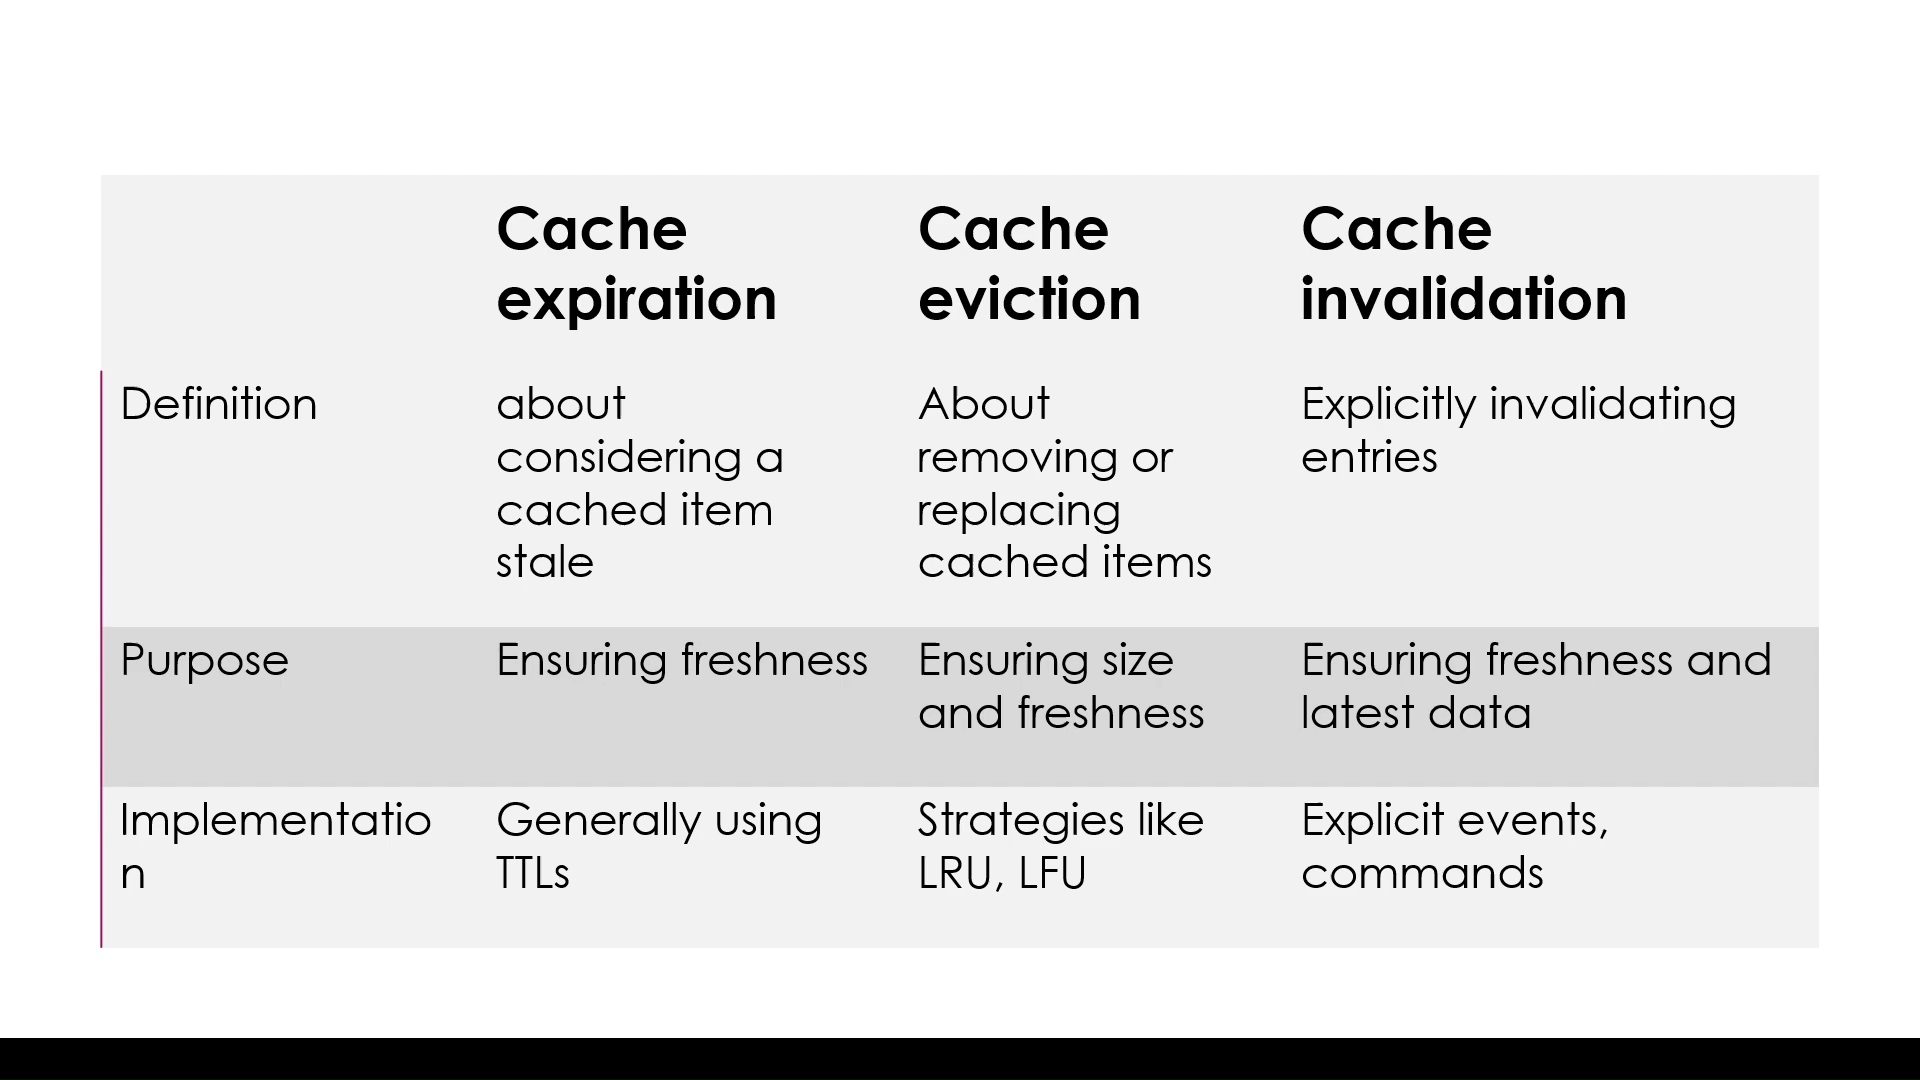 Cache
expiration
Cache
eviction
Cache
invalidation
Definition
about
considering a
cached item
stale
About
removing or
replacing
cached items
Explicitly invalidating
entries
Purpose
Ensuring freshness
Ensuring size
and freshness
Ensuring freshness and
latest data
Implementatio
n
Generally using
TTLs
Strategies like
LRU, LFU
Explicit events,
commands